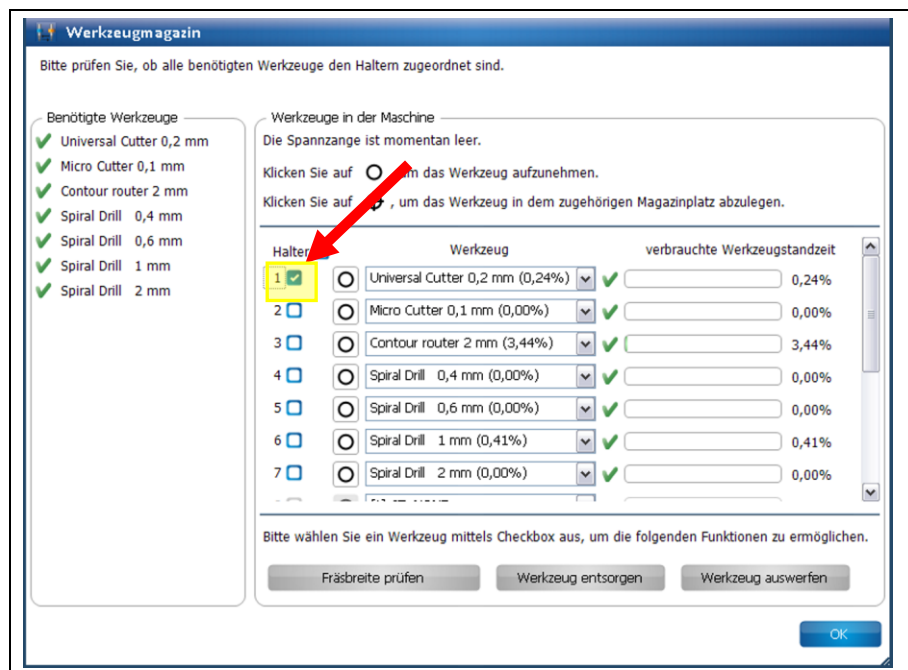 Werkzeugmagazin
Bitte prüfen Sie, ob alle benötigten Werkzeuge den Haltern zugeordnet sind.
Benötigte Werkzeuge
Universal Cutter 0,2 mm
Micro Cutter 0,1 mm
Contour router 2 mm
Spiral Drill 0,4 mm
Spiral Drill 0,6 mm
Spiral Drill 1 mm
Spiral Drill 2 mm
Werkzeuge in der Maschine
Die Spannzange ist momentan leer.
Klicken Sie auf , um das Werkzeug aufzunehmen.
Klicken Sie auf , um das Werkzeug in dem zugehörigen Magazinplatz abzulegen.
Halter Werkzeug verbrauchte Werkzeugstandzeit
1 Universal Cutter 0,2 mm (0,24%) 0,24%
2 Micro Cutter 0,1 mm (0,00%) 0,00%
3 Contour router 2 mm (3,44%) 3,44%
4 Spiral Drill 0,4 mm (0,00%) 0,00%
5 Spiral Drill 0,6 mm (0,00%) 0,00%
6 Spiral Drill 1 mm (0,41%) 0,41%
7 Spiral Drill 2 mm (0,00%) 0,00%
Bitte wählen Sie ein Werkzeug mittels Checkbox aus, um die folgenden Funktionen zu ermöglichen.
Fräsbreite prüfen Werkzeug entsorgen Werkzeug auswerfen
OK